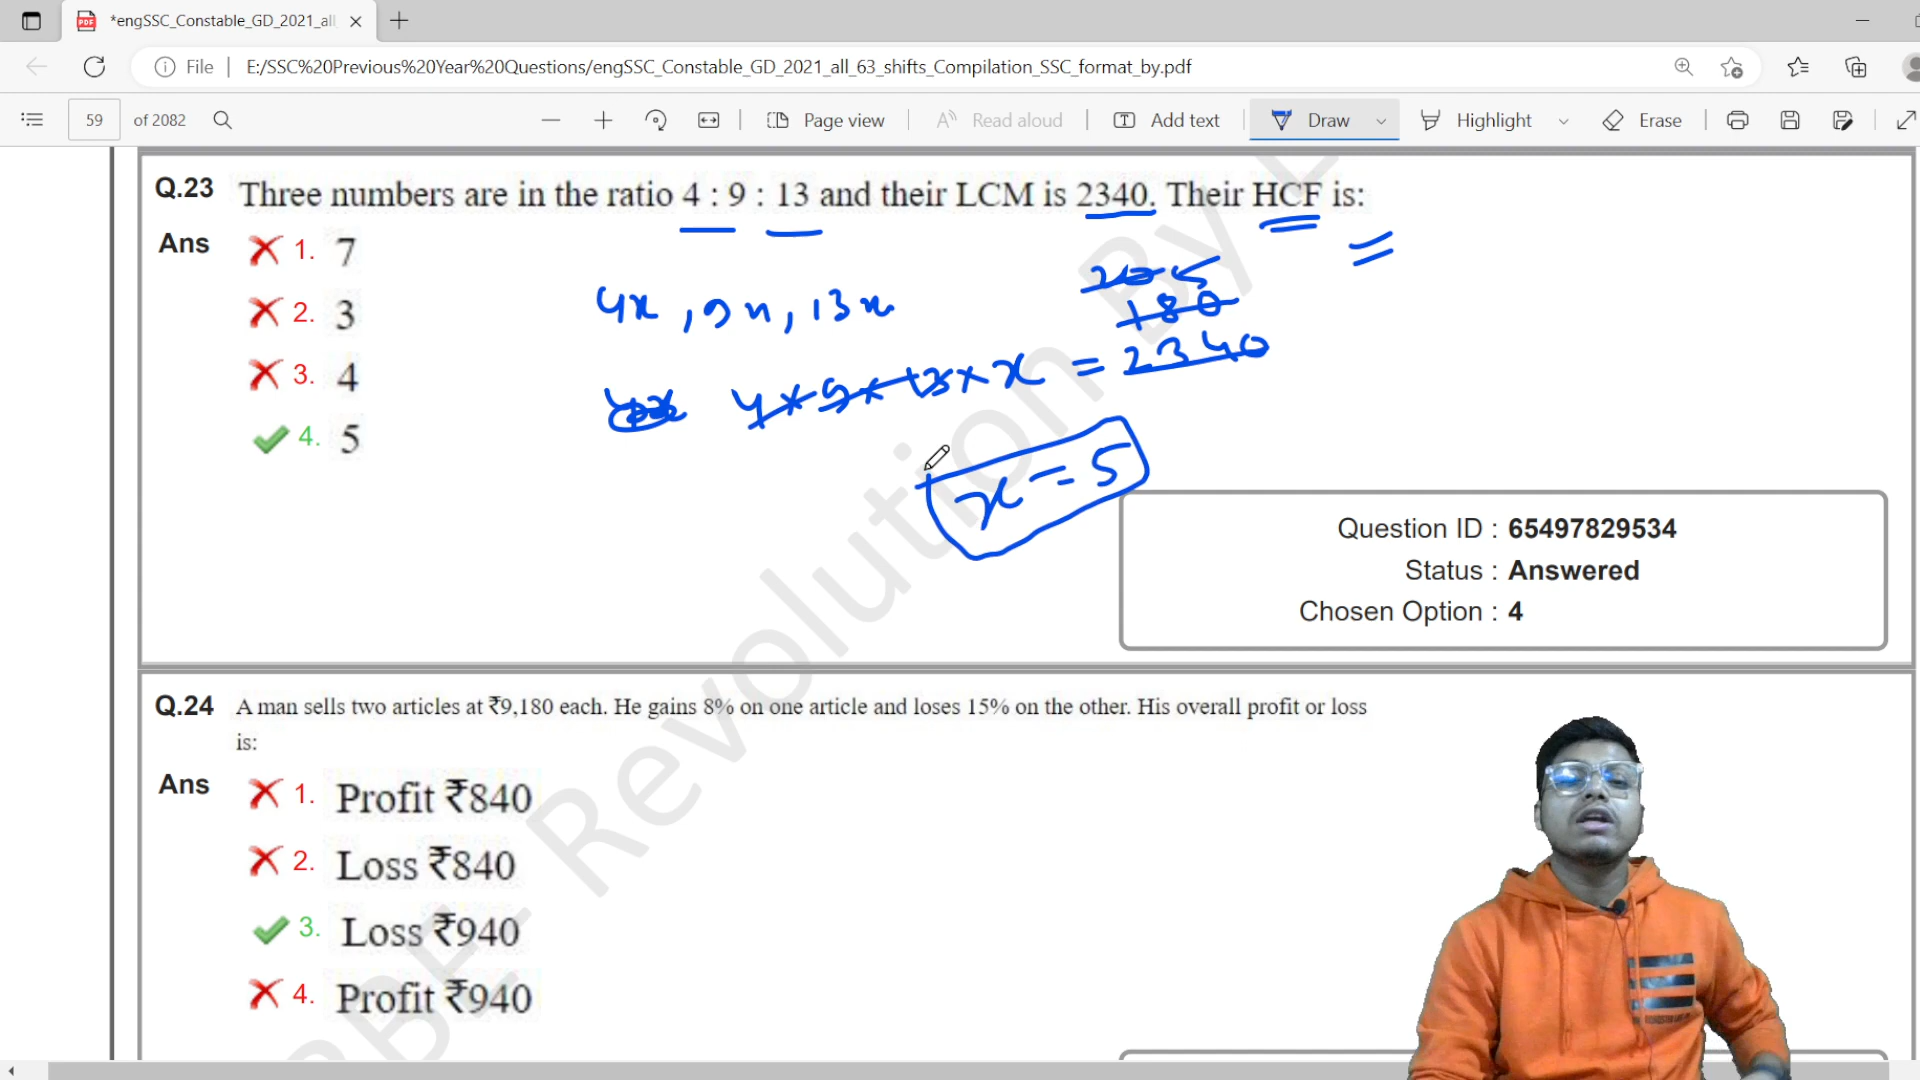 *engSSC_Constable_GD_2021_all
File | E:/SSC%20Previous%20Year%20Questions/engSSC_Constable_GD_2021_all_63_shifts_Compilation_SSC_format_by.pdf
59 of 2082 Page view Read aloud Add text Draw Highlight Erase
Q.23 Three numbers are in the ratio 4 : 9 : 13 and their LCM is 2340. Their HCF is:
Ans 1. 7
2. 3
3. 4
4. 5
4x, 9x, 13x
180
4 × 9 × 13 × x = 2340
x = 5
Question ID : 65497829534
Status : Answered
Chosen Option : 4
Q.24 A man sells two articles at ₹9,180 each. He gains 8% on one article and loses 15% on the other. His overall profit or loss
is:
Ans 1. Profit ₹840
2. Loss ₹840
3. Loss ₹940
4. Profit ₹940
RBE Revolution By